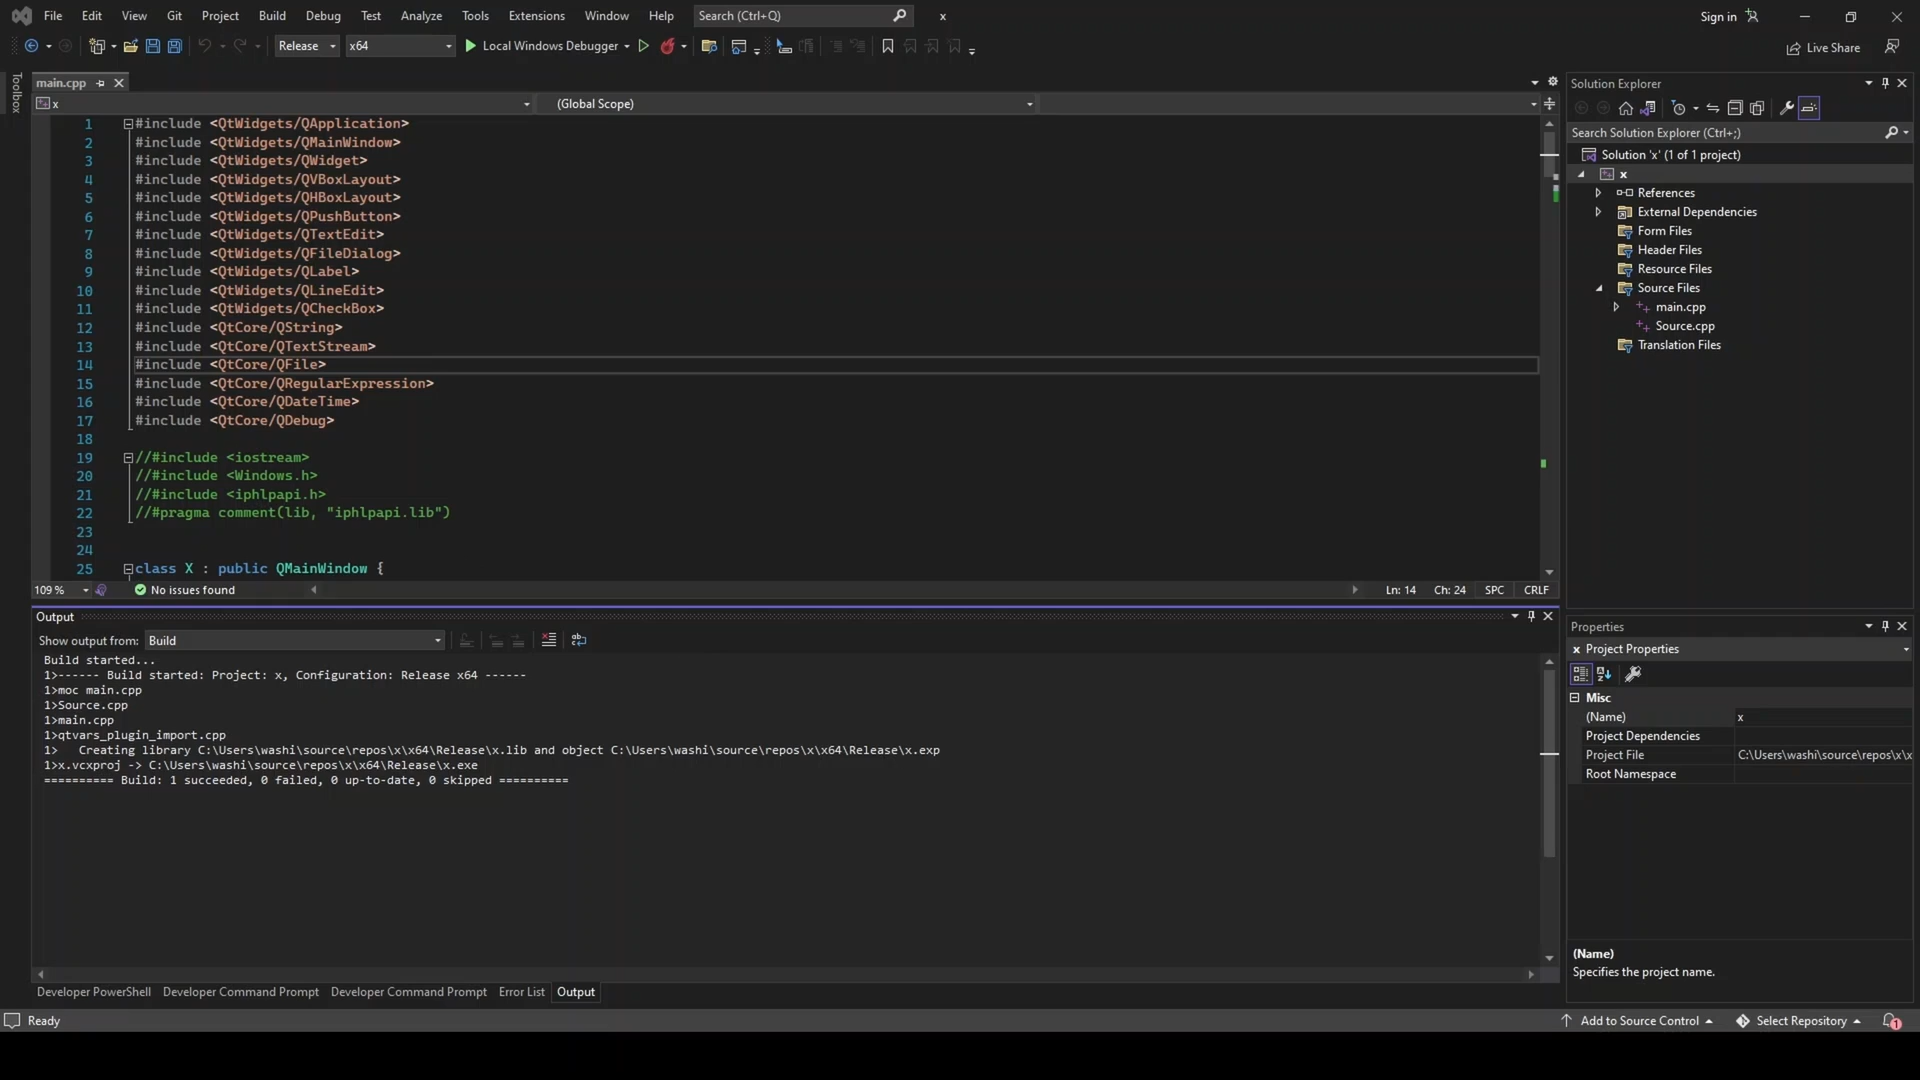 File Edit View Git Project Build Debug Test Analyze Tools Extensions Window Help Search (Ctrl+Q) x Sign in
Release x64 Local Windows Debugger Live Share
Toolbox
main.cpp
x (Global Scope)
1 #include <QtWidgets/QApplication>
2 #include <QtWidgets/QMainWindow>
3 #include <QtWidgets/QWidget>
4 #include <QtWidgets/QVBoxLayout>
5 #include <QtWidgets/QHBoxLayout>
6 #include <QtWidgets/QPushButton>
7 #include <QtWidgets/QTextEdit>
8 #include <QtWidgets/QFileDialog>
9 #include <QtWidgets/QLabel>
10 #include <QtWidgets/QLineEdit>
11 #include <QtWidgets/QCheckBox>
12 #include <QtCore/QString>
13 #include <QtCore/QTextStream>
14 #include <QtCore/QFile>
15 #include <QtCore/QRegularExpression>
16 #include <QtCore/QDateTime>
17 #include <QtCore/QDebug>
18
19 //#include <iostream>
20 //#include <Windows.h>
21 //#include <iphlpapi.h>
22 //#pragma comment(lib, "iphlpapi.lib")
23
24
25 class X : public QMainWindow {
109 % No issues found Ln: 14 Ch: 24 SPC CRLF
Output
Show output from: Build
Build started...
1>------ Build started: Project: x, Configuration: Release x64 ------
1>moc main.cpp
1>Source.cpp
1>main.cpp
1>qtvars_plugin_import.cpp
1>   Creating library C:\Users\washi\source\repos\x\x64\Release\x.lib and object C:\Users\washi\source\repos\x\x64\Release\x.exp
1>x.vcxproj -> C:\Users\washi\source\repos\x\x64\Release\x.exe
========== Build: 1 succeeded, 0 failed, 0 up-to-date, 0 skipped ==========
Developer PowerShell Developer Command Prompt Developer Command Prompt Error List Output
Solution Explorer
Search Solution Explorer (Ctrl+;)
Solution 'x' (1 of 1 project)
x
References
External Dependencies
Form Files
Header Files
Resource Files
Source Files
main.cpp
Source.cpp
Translation Files
Properties
x Project Properties
Misc
(Name) x
Project Dependencies
Project File C:\Users\washi\source\repos\x\x
Root Namespace
(Name)
Specifies the project name.
Ready Add to Source Control Select Repository 1